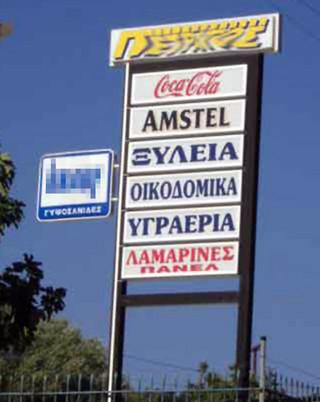 Coca-Cola
AMSTEL
ΞΥΛΕΙΑ
ΟΙΚΟΔΟΜΙΚΑ
ΥΓΡΑΕΡΙΑ
ΛΑΜΑΡΙΝΕΣ
ΠΑΝΕΛ
ΓΥΨΟΣΑΝΙΔΕΣ